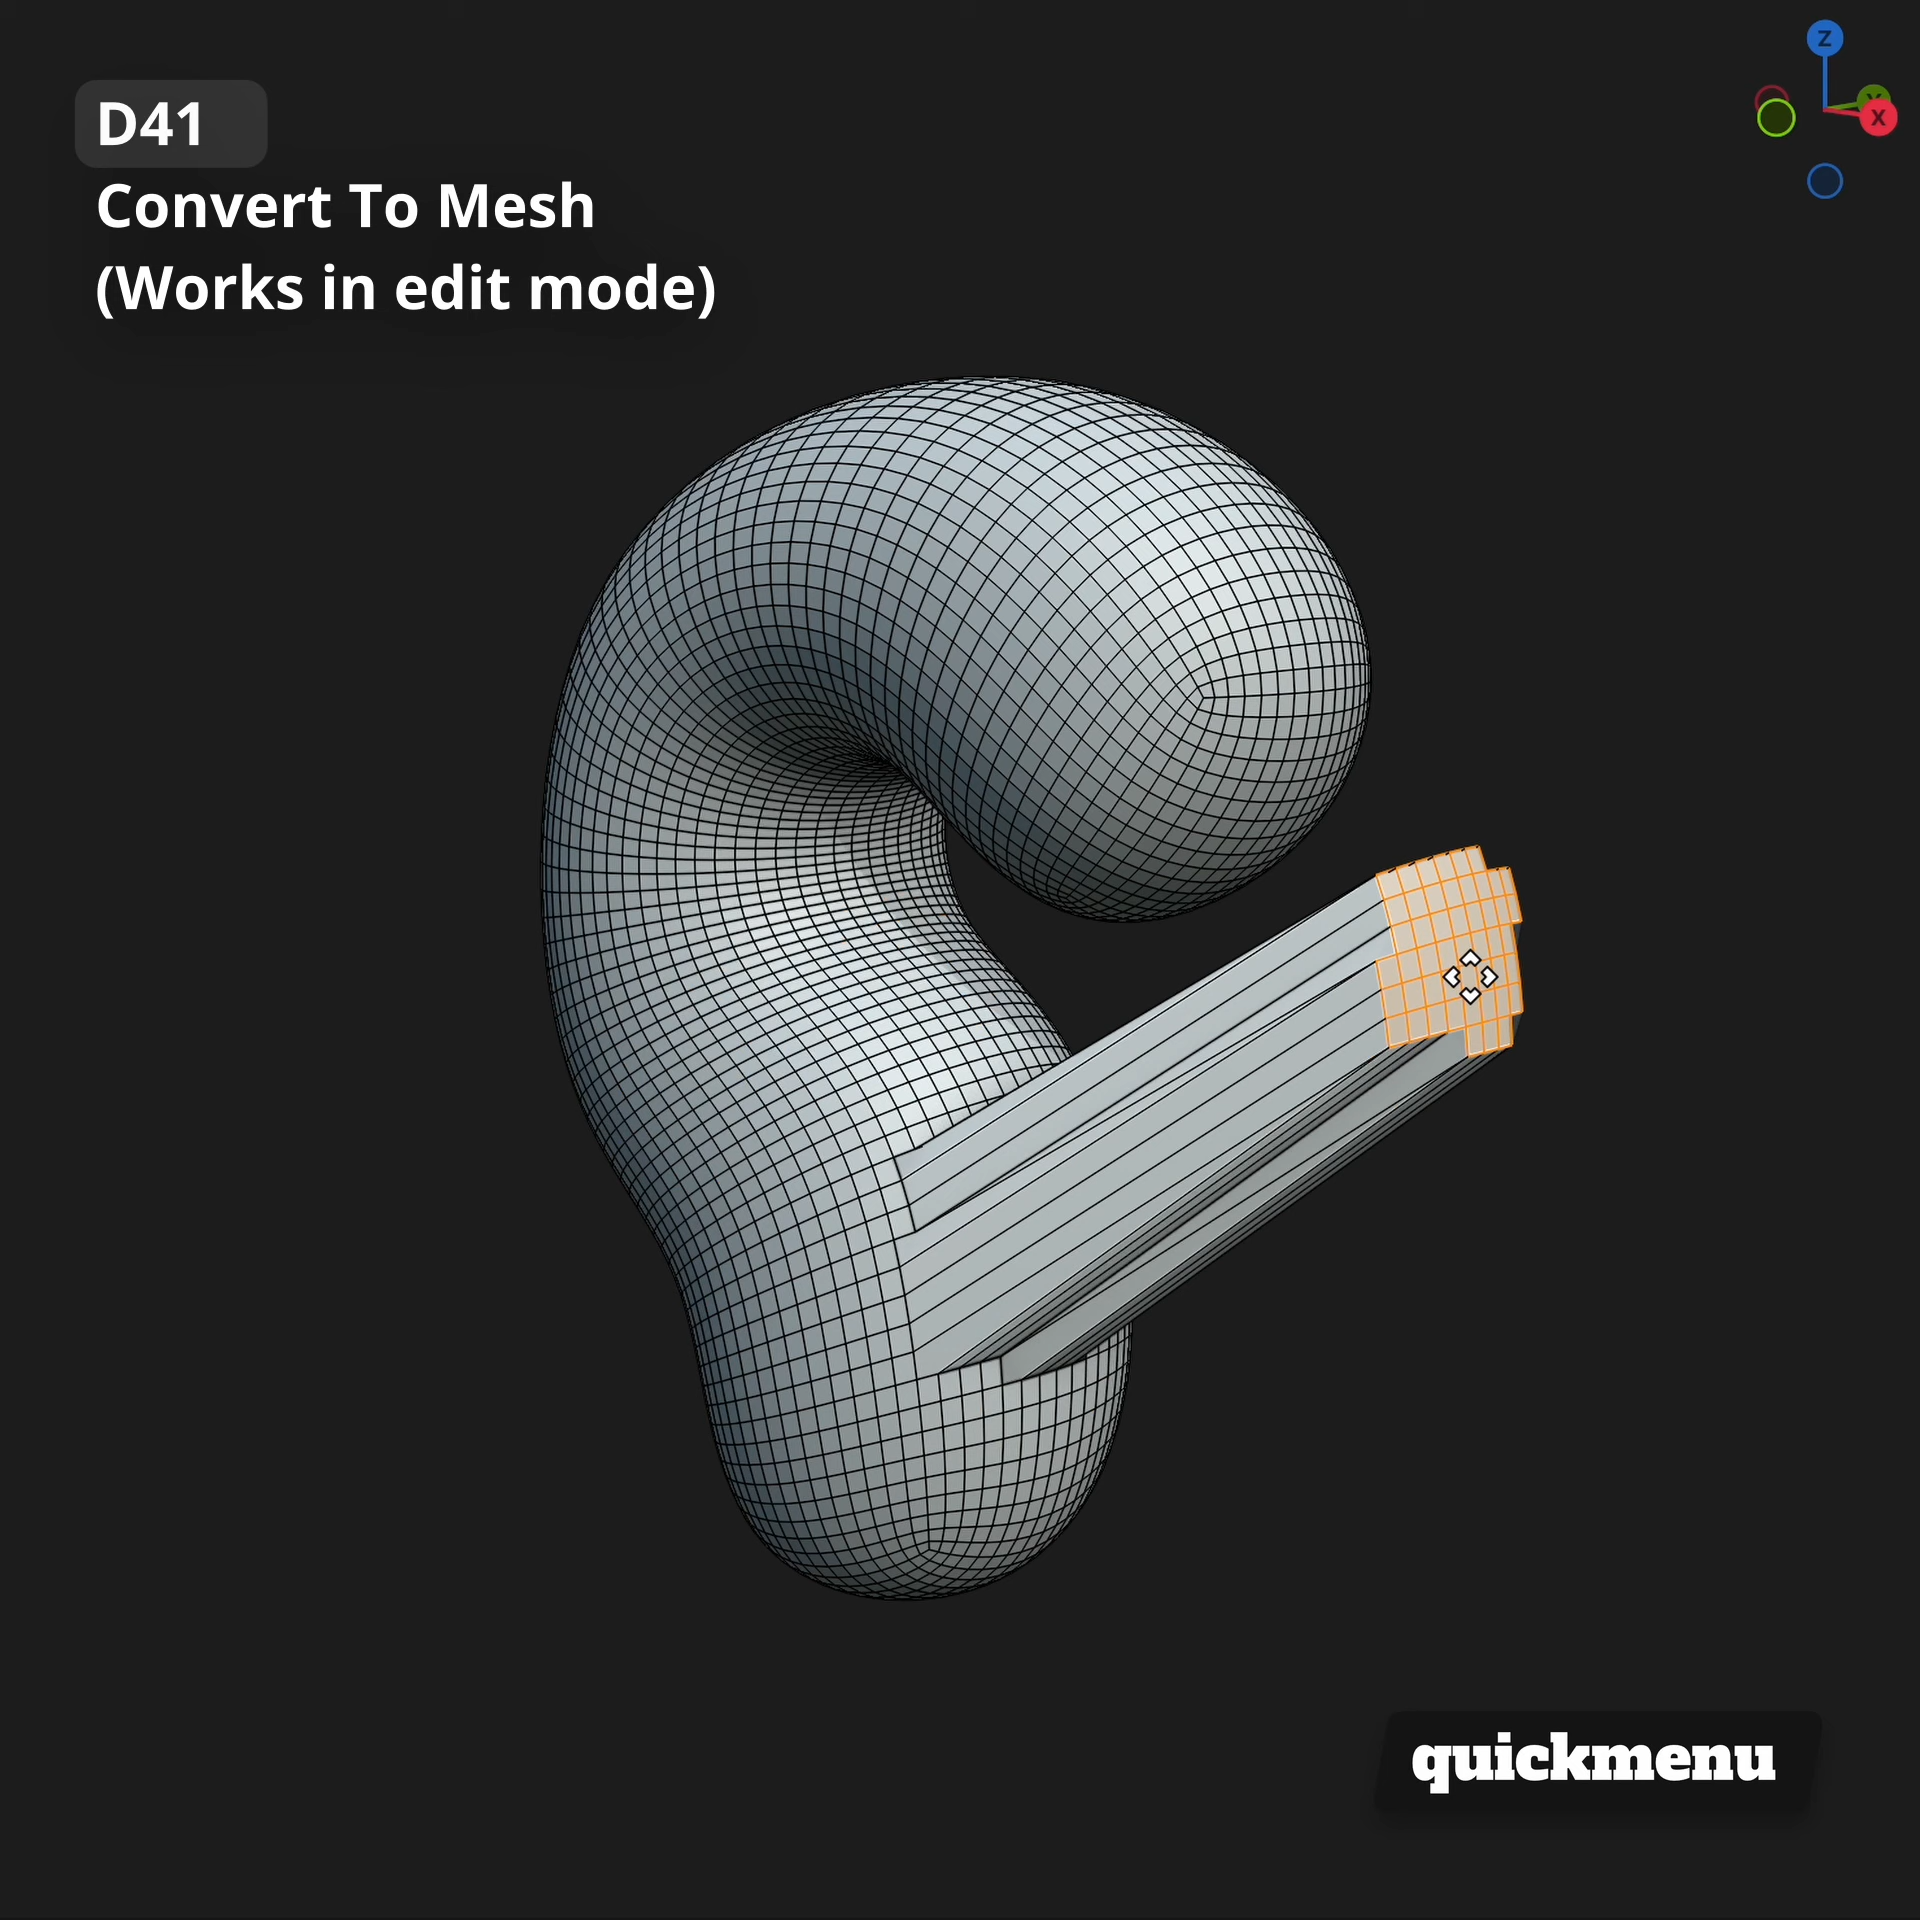 D41
Convert To Mesh
(Works in edit mode)
Z
Y
X
quickmenu